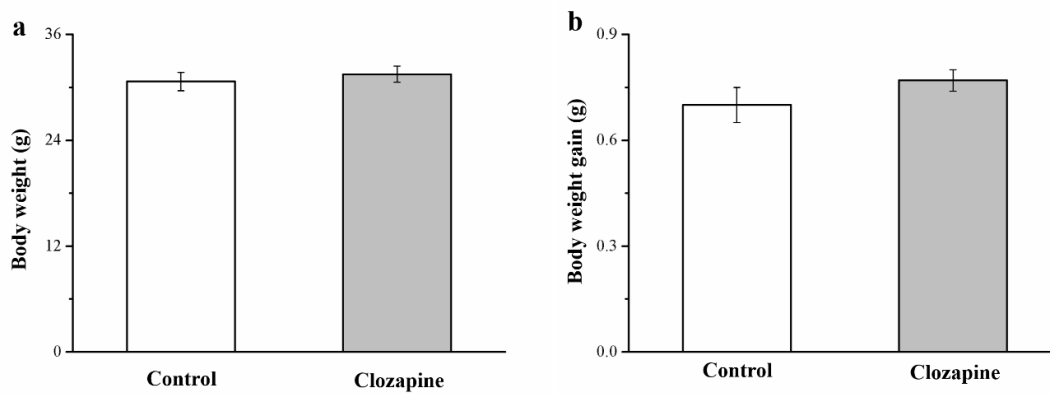 a
36
24
12
0
Body weight (g)
Control
Clozapine
b
0.9
0.6
0.3
0.0
Body weight gain (g)
Control
Clozapine